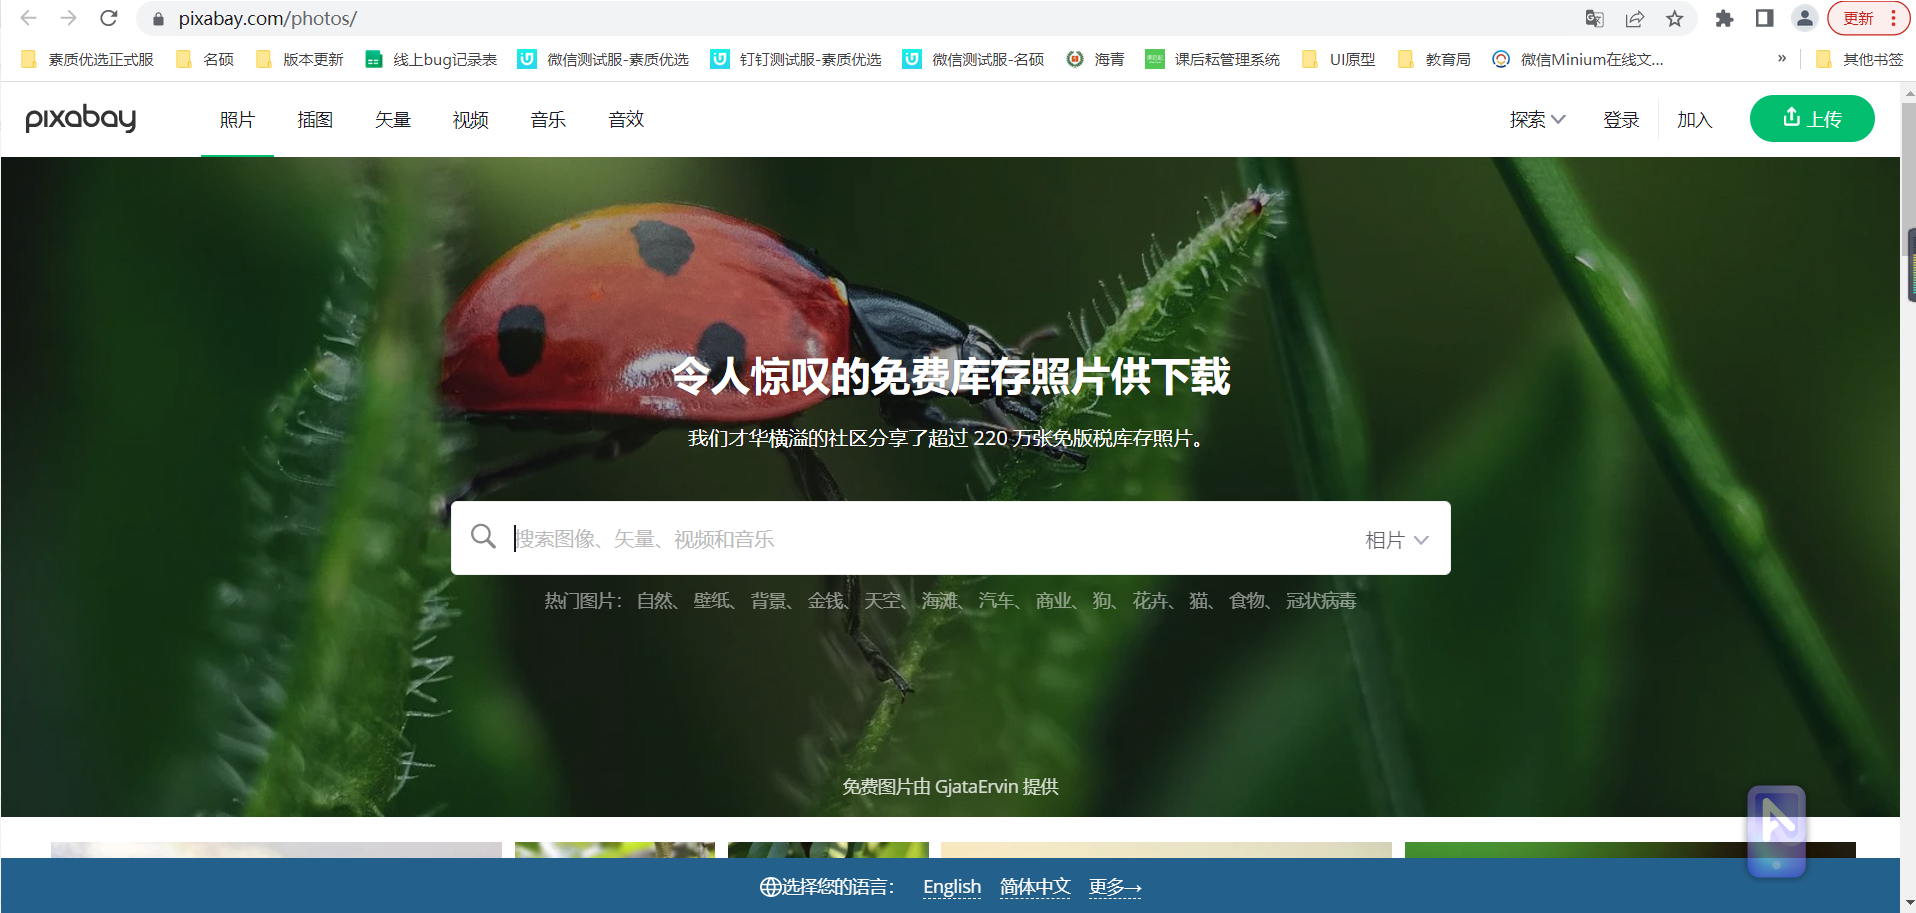 pixabay.com/photos/
更新
素质优选正式服
名硕
版本更新
线上bug记录表
微信测试服-素质优选
钉钉测试服-素质优选
微信测试服-名硕
海青
课后耘管理系统
UI原型
教育局
微信Minium在线文...
»
其他书签
pixabay
照片
插图
矢量
视频
音乐
音效
探索
登录
加入
上传
令人惊叹的免费库存照片供下载
我们才华横溢的社区分享了超过 220 万张免版税库存照片。
搜索图像、矢量、视频和音乐
相片
热门图片： 自然、 壁纸、 背景、 金钱、 天空、 海滩、 汽车、 商业、 狗、 花卉、 猫、 食物、 冠状病毒
免费图片由 GjataErvin 提供
选择您的语言： English 简体中文 更多→